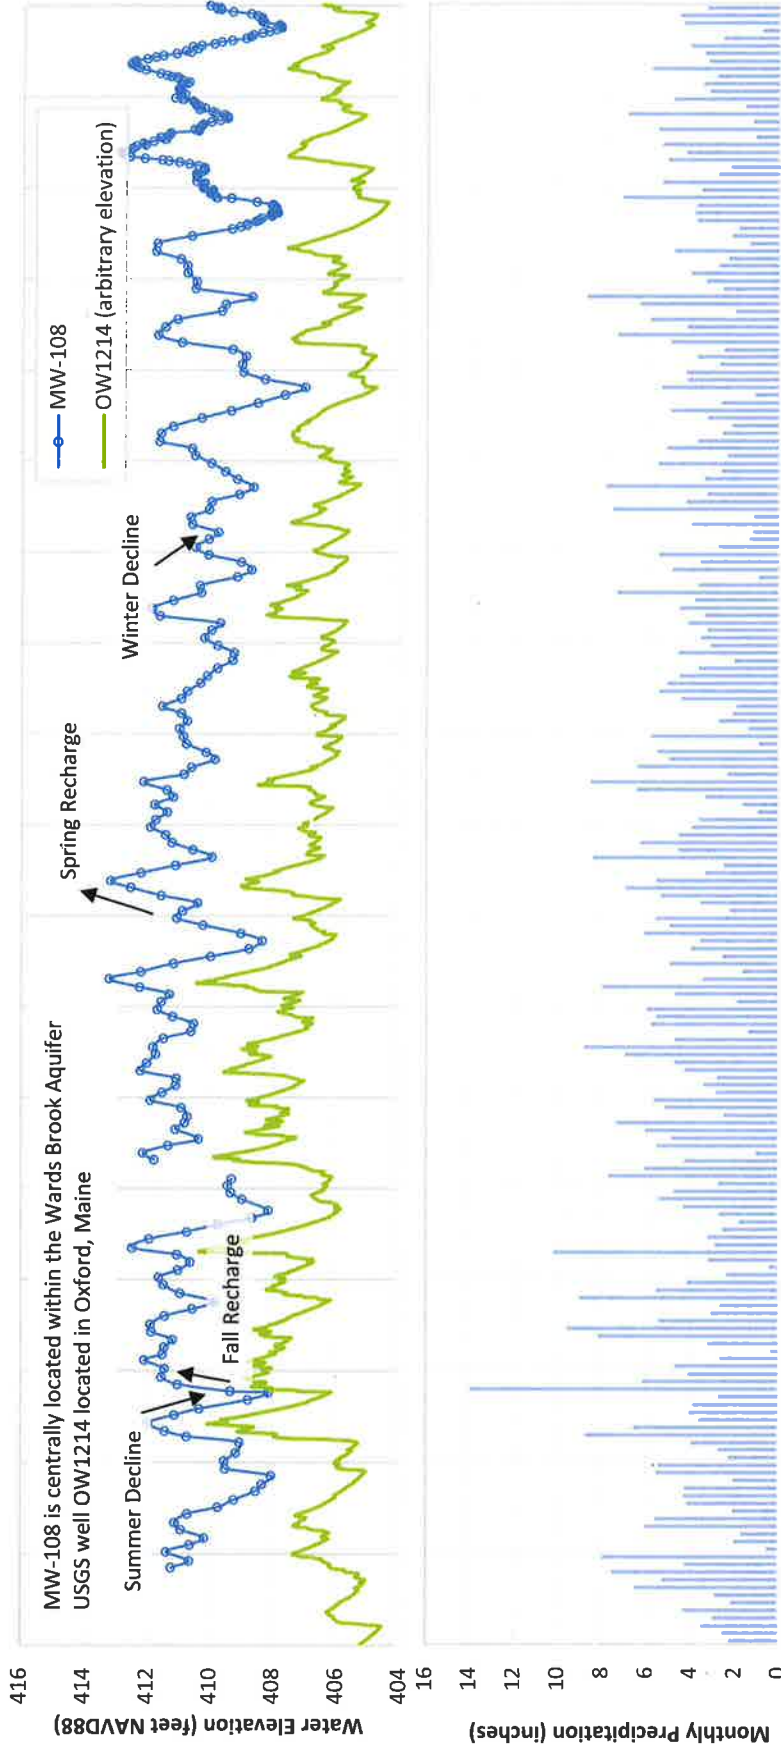 MW-108 is centrally located within the Wards Brook Aquifer
USGS well OW1214 located in Oxford, Maine
MW-108
OW1214 (arbitrary elevation)
Summer Decline
Fall Recharge
Spring Recharge
Winter Decline
Water Elevation (feet NAVD88)
416
414
412
410
408
406
404
Monthly Precipitation (inches)
16
14
12
10
8
6
4
2
0